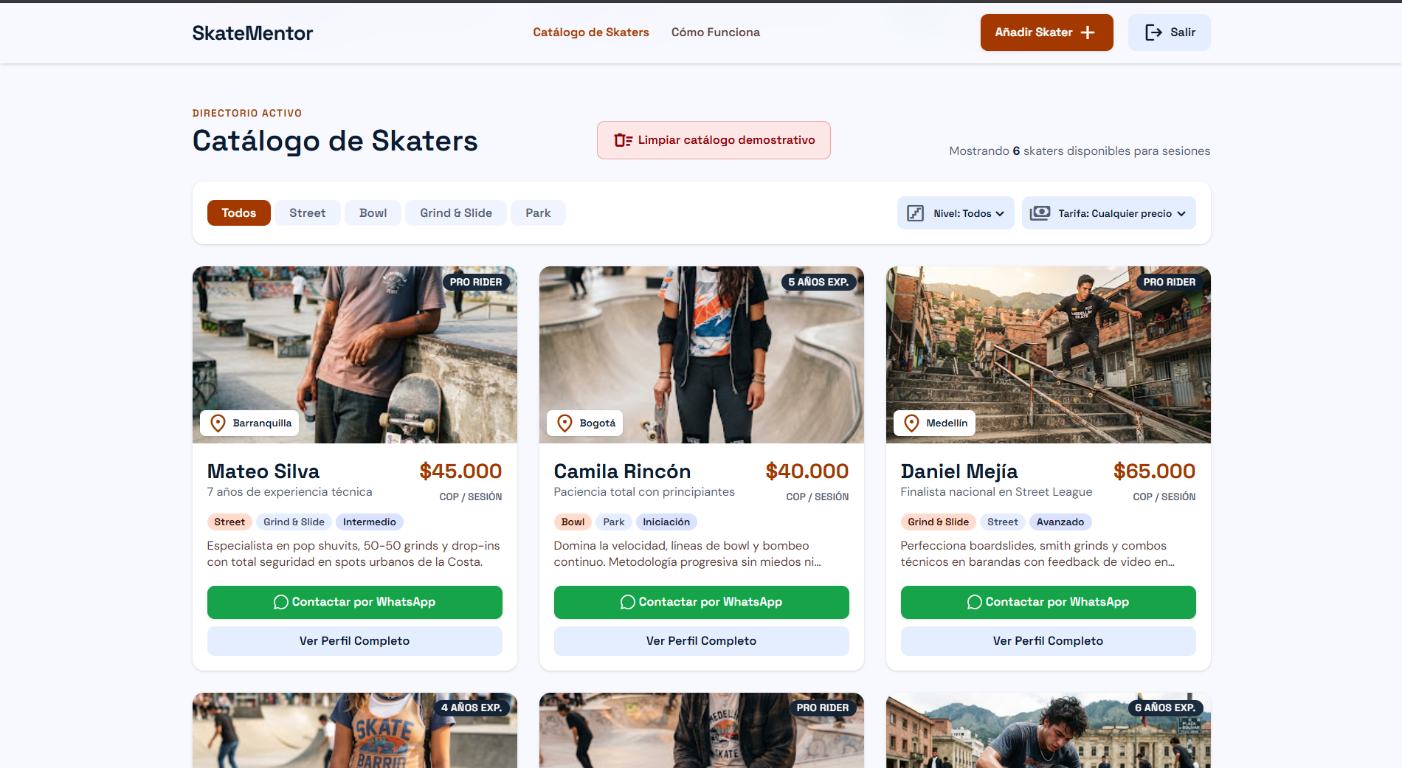 SkateMentor
Catálogo de Skaters
Cómo Funciona
Añadir Skater
Salir
DIRECTORIO ACTIVO
Catálogo de Skaters
Limpiar catálogo demostrativo
Mostrando 6 skaters disponibles para sesiones
Todos
Street
Bowl
Grind & Slide
Park
Nivel: Todos
Tarifa: Cualquier precio
PRO RIDER
Barranquilla
Mateo Silva
$45.000
7 años de experiencia técnica
COP / SESIÓN
Street
Grind & Slide
Intermedio
Especialista en pop shuvits, 50-50 grinds y drop-ins
con total seguridad en spots urbanos de la Costa.
Contactar por WhatsApp
Ver Perfil Completo
5 AÑOS EXP.
Bogotá
Camila Rincón
$40.000
Paciencia total con principiantes
COP / SESIÓN
Bowl
Park
Iniciación
Domina la velocidad, líneas de bowl y bombeo
continuo. Metodología progresiva sin miedos ni…
Contactar por WhatsApp
Ver Perfil Completo
PRO RIDER
Medellín
Daniel Mejía
$65.000
Finalista nacional en Street League
COP / SESIÓN
Grind & Slide
Street
Avanzado
Perfecciona boardslides, smith grinds y combos
técnicos en barandas con feedback de video en…
Contactar por WhatsApp
Ver Perfil Completo
4 AÑOS EXP.
SKATE
BARRIO
PRO RIDER
SKATE
6 AÑOS EXP.